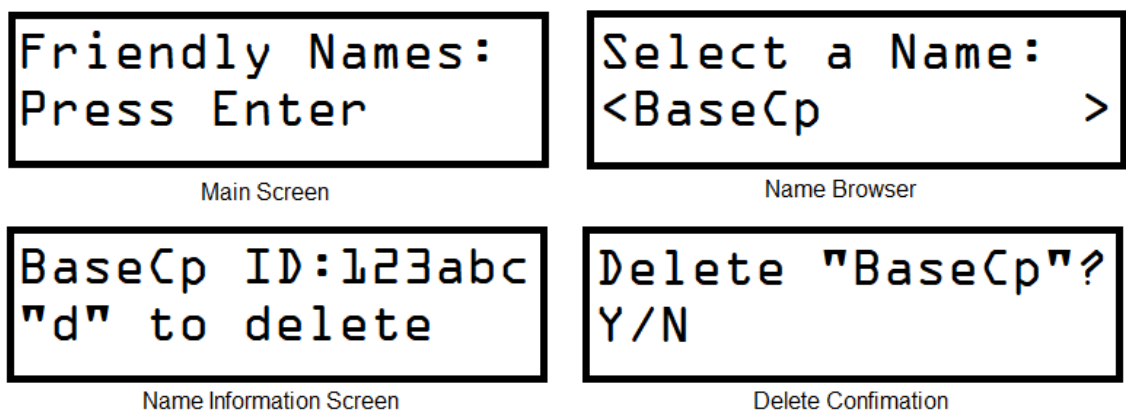 Friendly Names:
Press Enter
Main Screen
Select a Name:
<BaseCp >
Name Browser
BaseCp ID:123abc
"d" to delete
Name Information Screen
Delete "BaseCp"?
Y/N
Delete Confimation